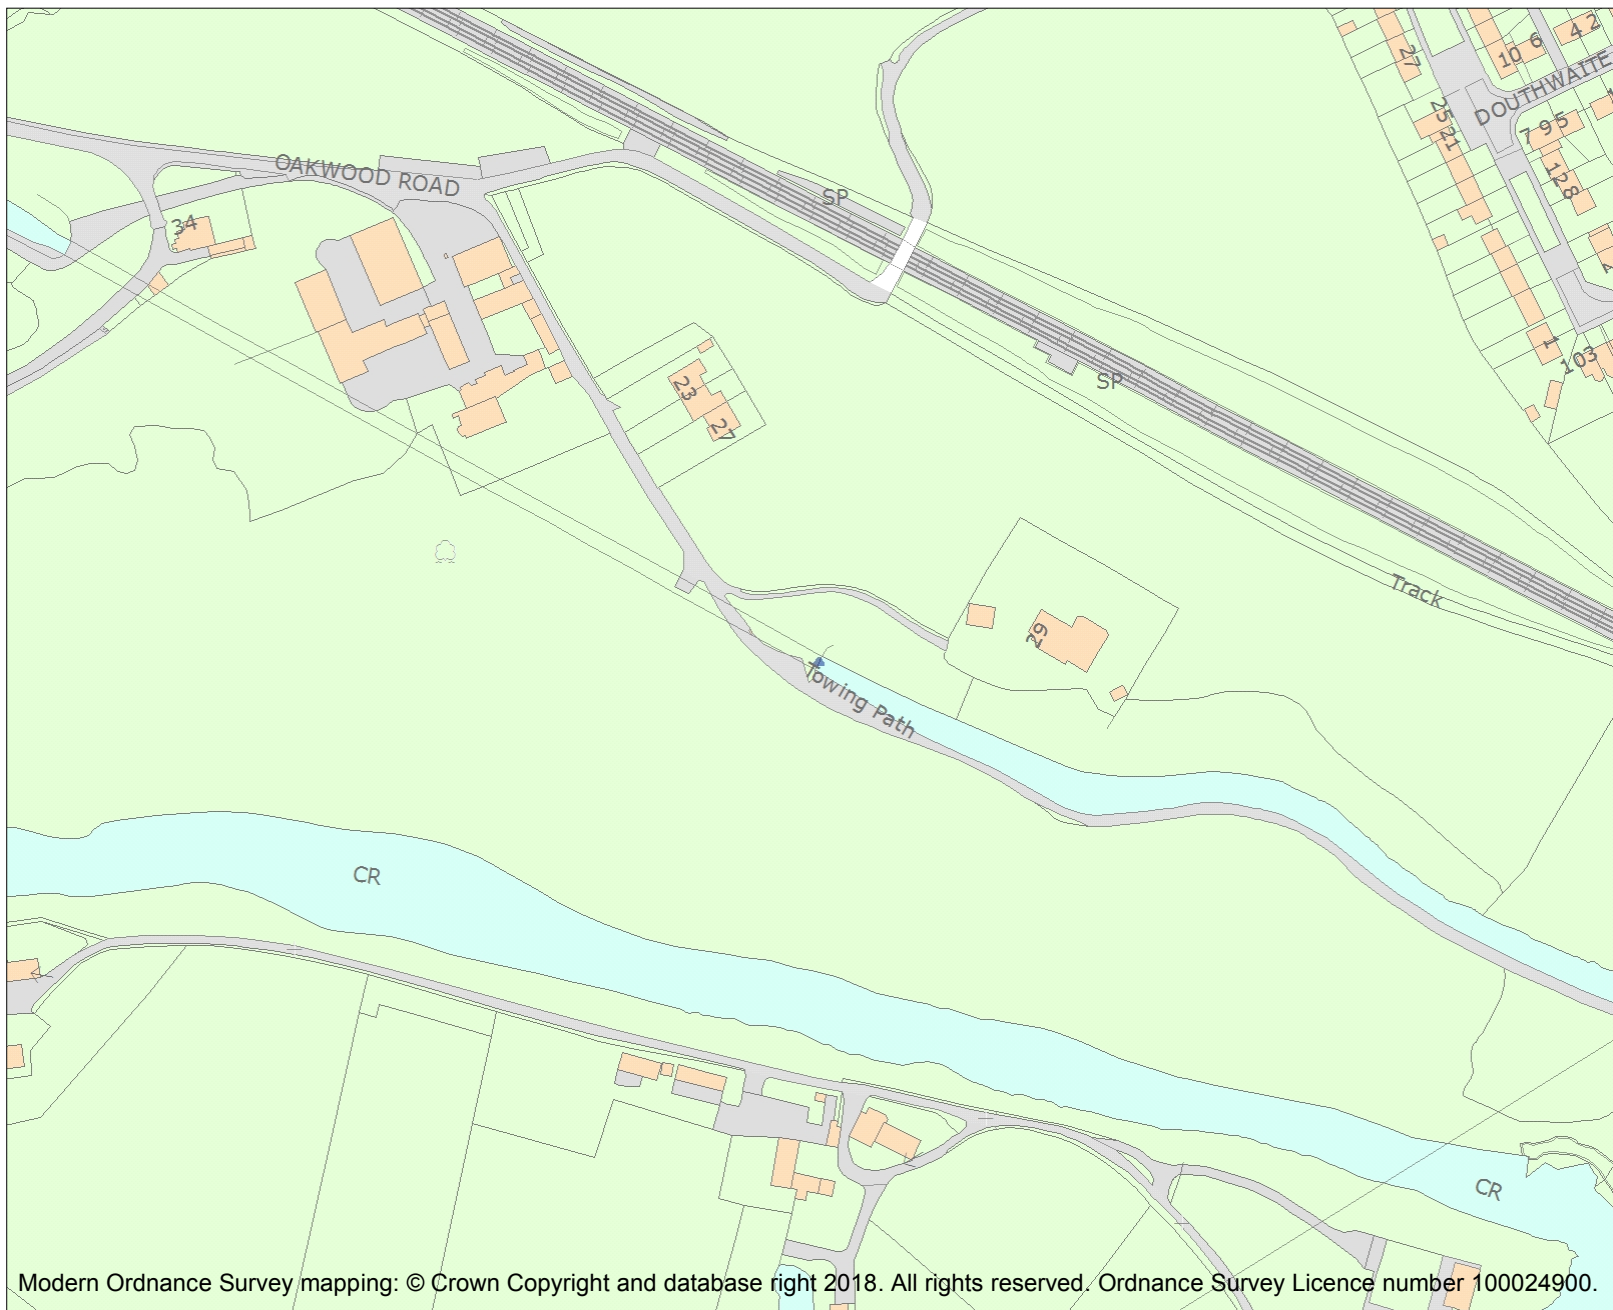 27
10 6
4 2
DOUTHWAITE
25 21
7 9 5
12 8
OAKWOOD ROAD
34
SP
1
103
SP
23
27
Track
29
Towing Path
CR
CR
Modern Ordnance Survey mapping: © Crown Copyright and database right 2018. All rights reserved. Ordnance Survey Licence number 100024900.